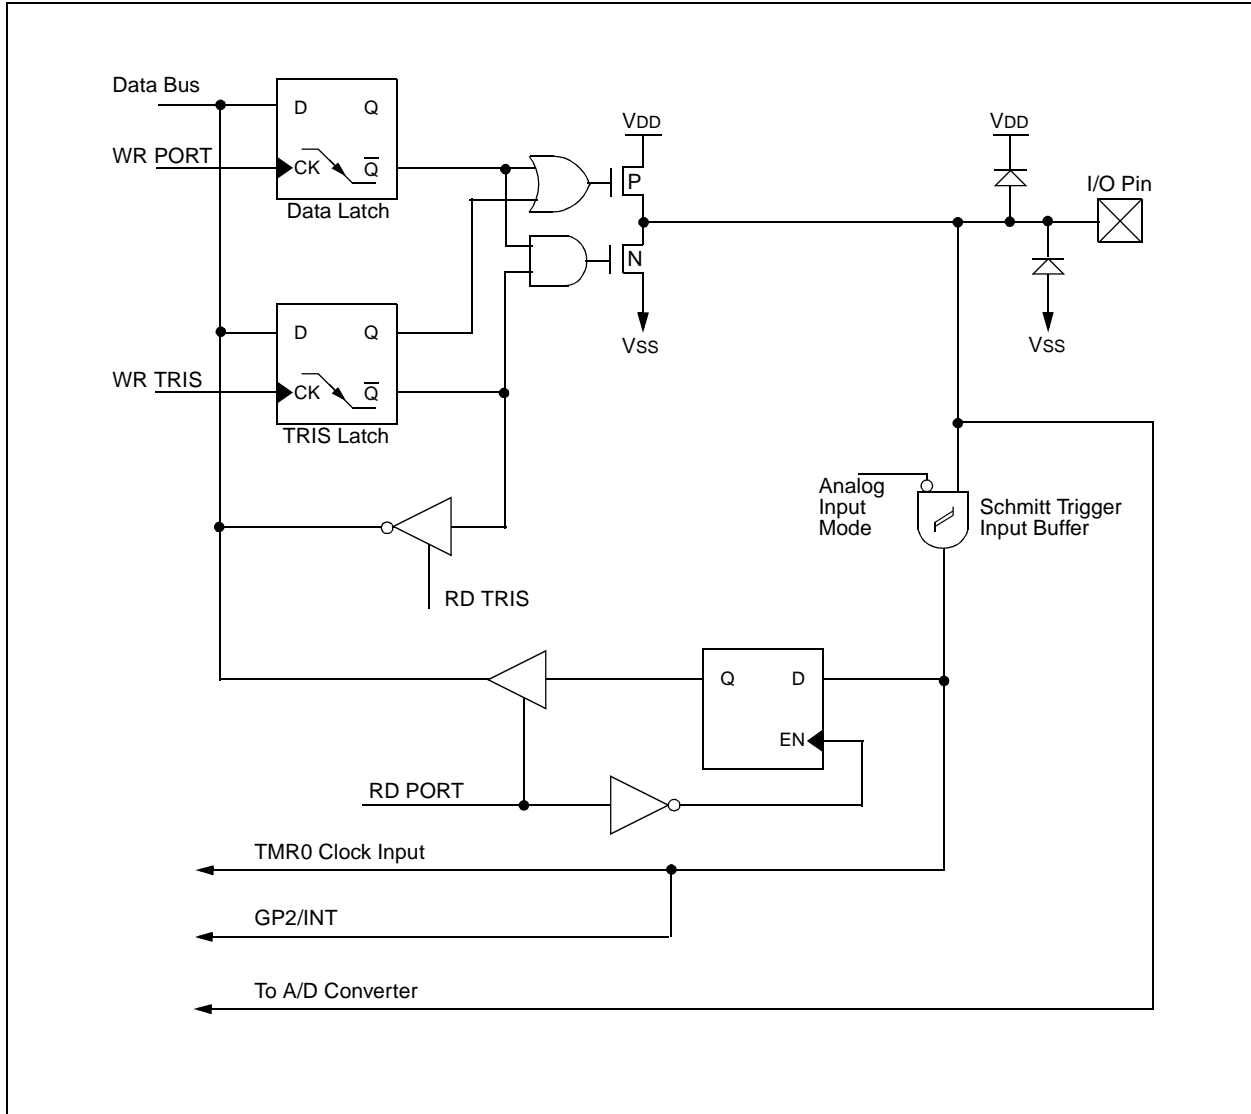 Data Bus
D Q
VDD
VDD
WR PORT
CK Q̅
P
I/O Pin
Data Latch
N
D Q
VSS
VSS
WR TRIS
CK Q̅
TRIS Latch
Analog
Input
Mode
Schmitt Trigger
Input Buffer
RD TRIS
Q D
EN
RD PORT
TMR0 Clock Input
GP2/INT
To A/D Converter